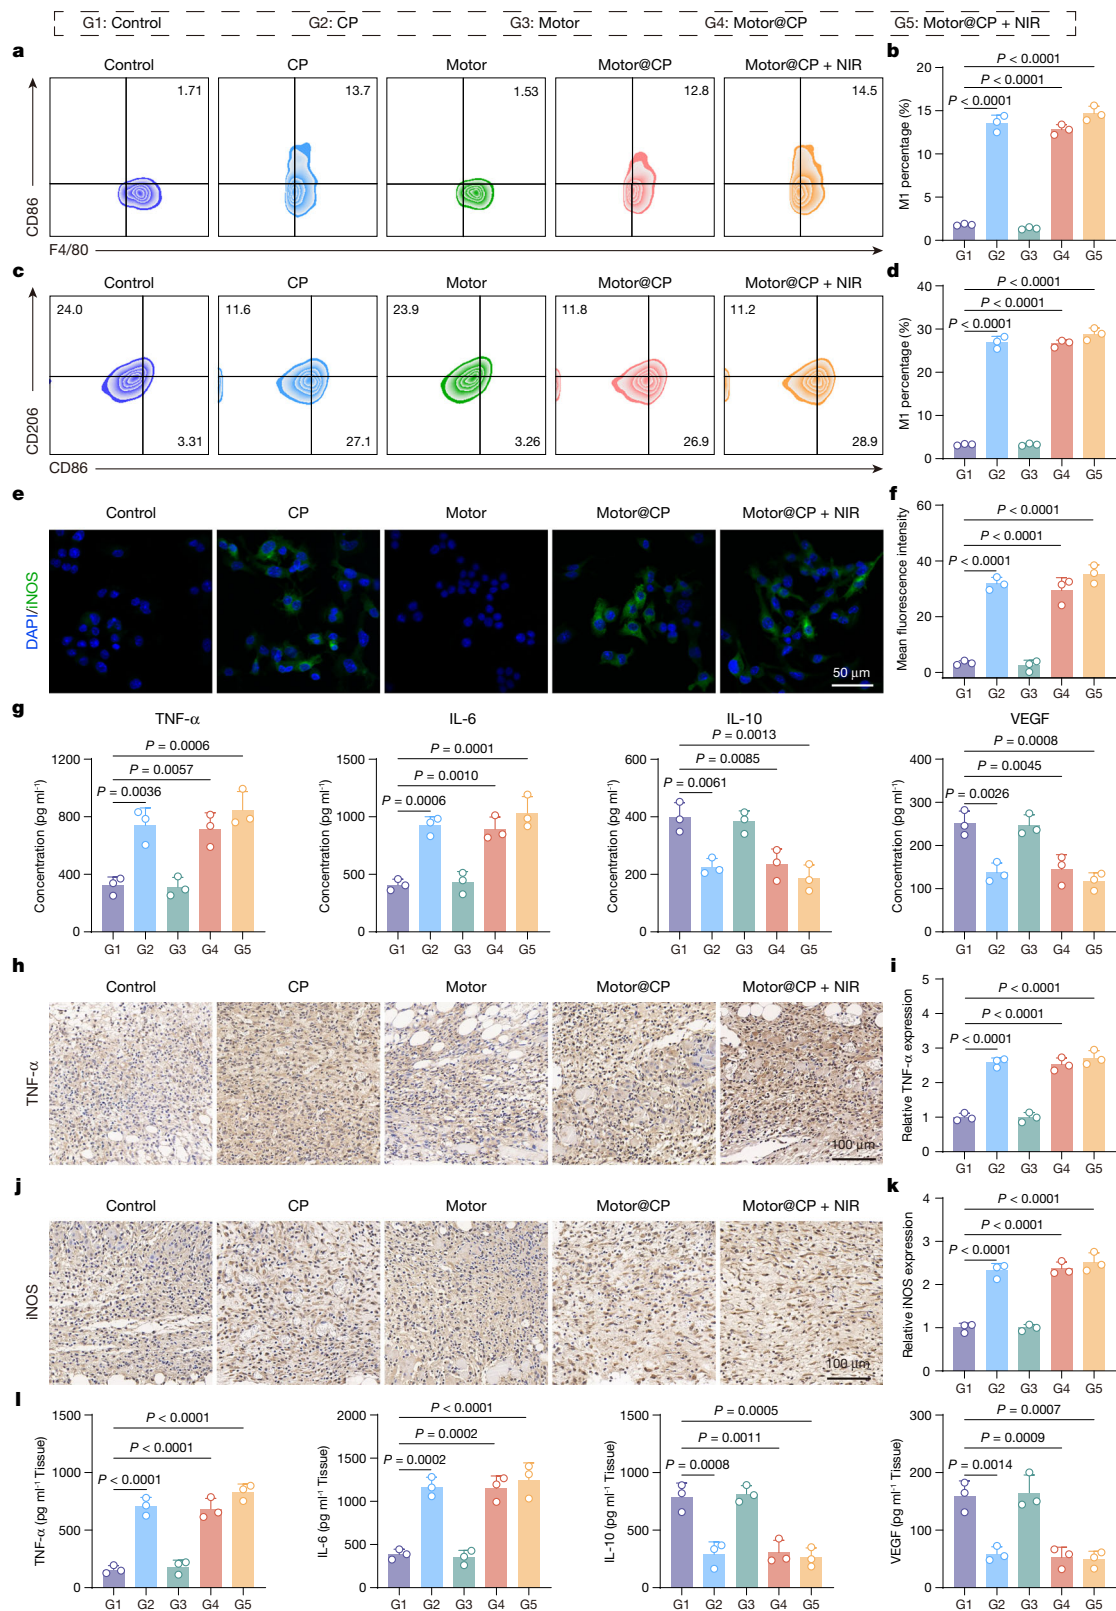 G1: Control G2: CP G3: Motor G4: Motor@CP G5: Motor@CP + NIR
a
Control CP Motor Motor@CP Motor@CP + NIR
1.71 13.7 1.53 12.8 14.5
CD86
F4/80
b
M1 percentage (%)
20
15
10
5
0
P < 0.0001
P < 0.0001
P < 0.0001
G1 G2 G3 G4 G5
c
Control CP Motor Motor@CP Motor@CP + NIR
24.0 11.6 23.9 11.8 11.2
3.31 27.1 3.26 26.9 28.9
CD206
CD86
d
M1 percentage (%)
40
30
20
10
0
P < 0.0001
P < 0.0001
P < 0.0001
G1 G2 G3 G4 G5
e
Control CP Motor Motor@CP Motor@CP + NIR
DAPI/iNOS
50 μm
f
Mean fluorescence intensity
60
40
20
0
P < 0.0001
P < 0.0001
P < 0.0001
G1 G2 G3 G4 G5
g
TNF-α
Concentration (pg ml⁻¹)
1200
800
400
0
P = 0.0006
P = 0.0057
P = 0.0036
G1 G2 G3 G4 G5
IL-6
Concentration (pg ml⁻¹)
1500
1000
500
0
P = 0.0001
P = 0.0010
P = 0.0006
G1 G2 G3 G4 G5
IL-10
Concentration (pg ml⁻¹)
600
400
200
0
P = 0.0013
P = 0.0085
P = 0.0061
G1 G2 G3 G4 G5
VEGF
Concentration (pg ml⁻¹)
400
300
200
100
0
P = 0.0008
P = 0.0045
P = 0.0026
G1 G2 G3 G4 G5
h
Control CP Motor Motor@CP Motor@CP + NIR
TNF-α
100 μm
i
Relative TNF-α expression
5
4
3
2
1
0
P < 0.0001
P < 0.0001
P < 0.0001
G1 G2 G3 G4 G5
j
Control CP Motor Motor@CP Motor@CP + NIR
iNOS
100 μm
k
Relative iNOS expression
4
3
2
1
0
P < 0.0001
P < 0.0001
P < 0.0001
G1 G2 G3 G4 G5
l
TNF-α (pg ml⁻¹ Tissue)
1500
1000
500
0
P < 0.0001
P < 0.0001
P < 0.0001
G1 G2 G3 G4 G5
IL-6 (pg ml⁻¹ Tissue)
2000
1500
1000
500
0
P < 0.0001
P = 0.0002
P = 0.0002
G1 G2 G3 G4 G5
IL-10 (pg ml⁻¹ Tissue)
1500
1000
500
0
P = 0.0005
P = 0.0011
P = 0.0008
G1 G2 G3 G4 G5
VEGF (pg ml⁻¹ Tissue)
300
200
100
0
P = 0.0007
P = 0.0009
P = 0.0014
G1 G2 G3 G4 G5